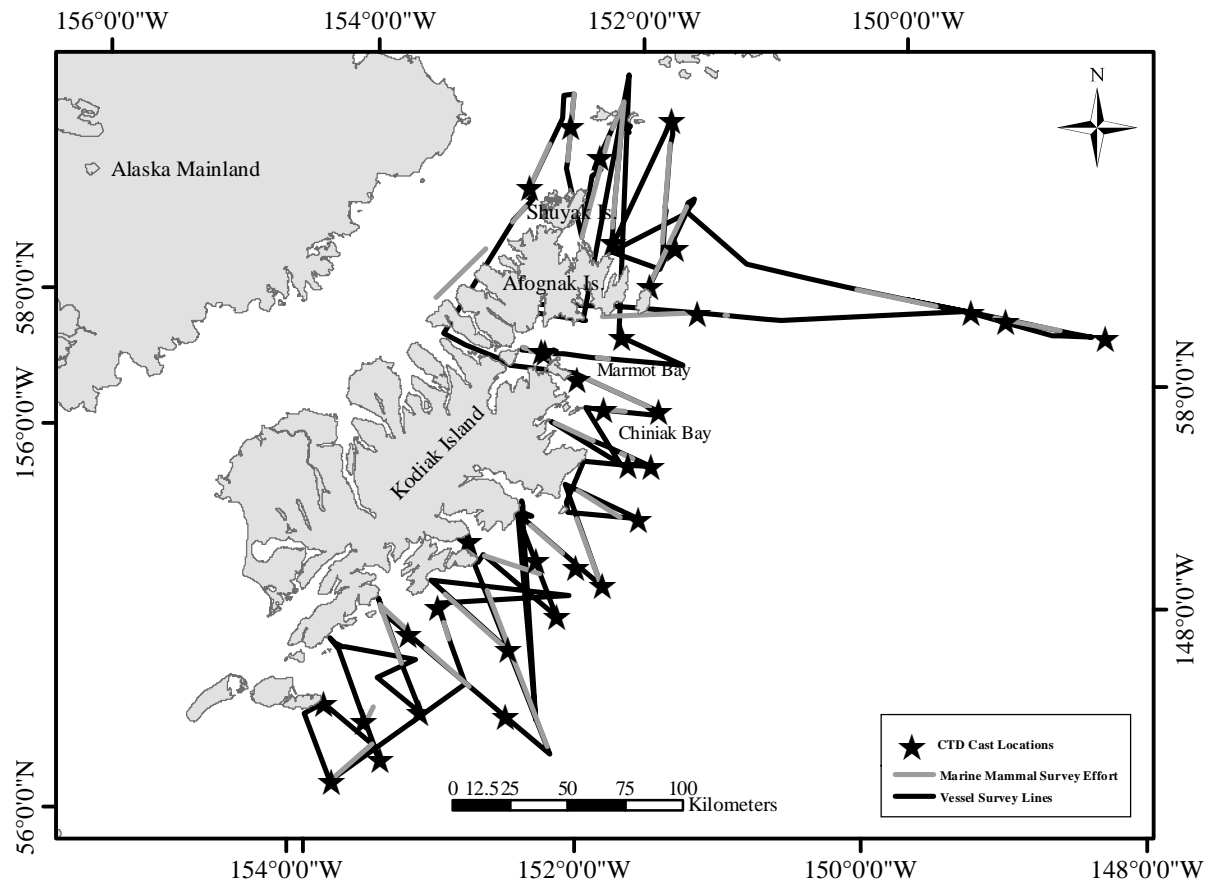 156°0'0"W
154°0'0"W
152°0'0"W
150°0'0"W
N
Alaska Mainland
Shuyak Is.
58°0'0"N
Afognak Is.
Marmot Bay
58°0'0"N
156°0'0"W
Chiniak Bay
Kodiak Island
148°0'0"W
CTD Cast Locations
Marine Mammal Survey Effort
Vessel Survey Lines
0 12.5 25 50 75 100
Kilometers
56°0'0"N
154°0'0"W
152°0'0"W
150°0'0"W
148°0'0"W